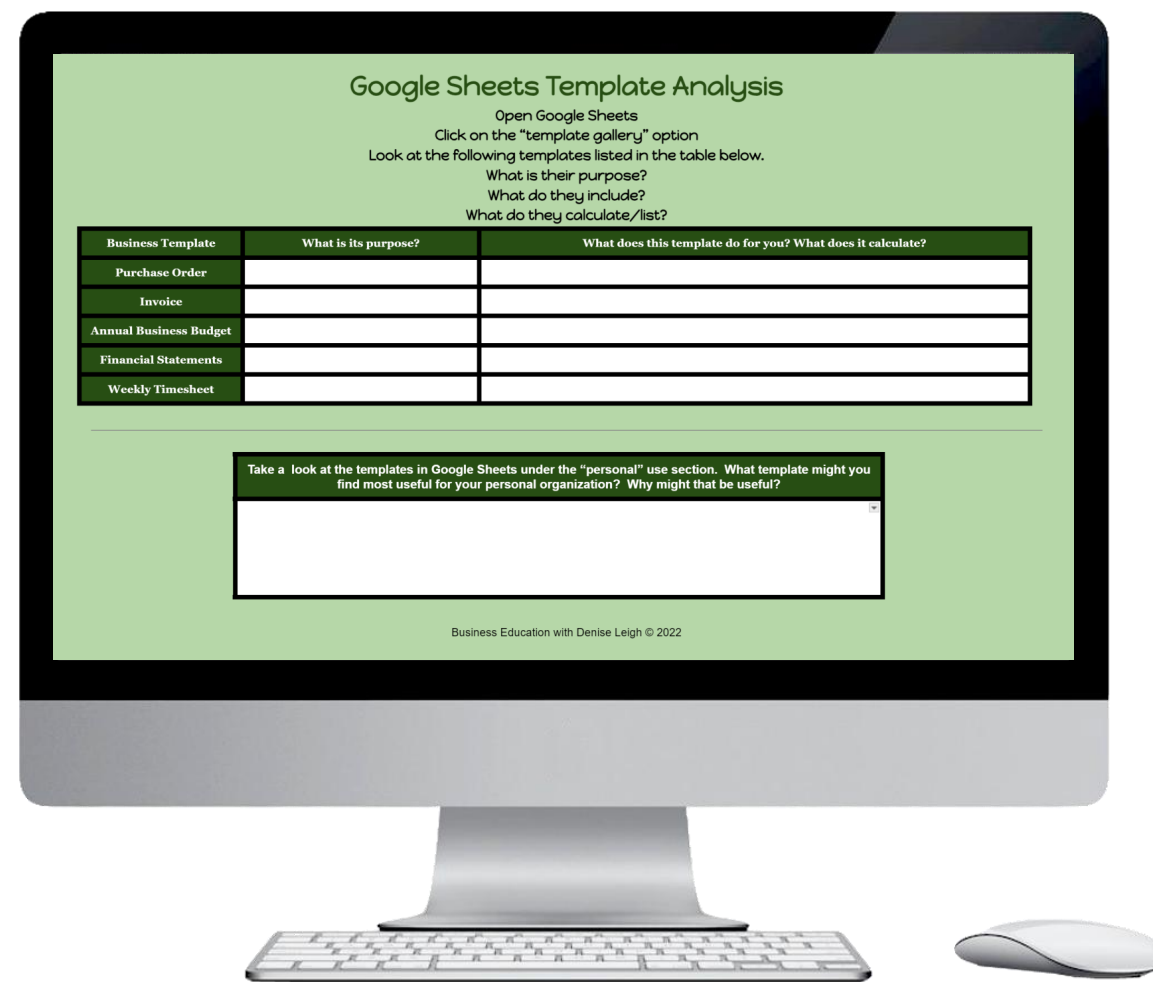 Google Sheets Template Analysis
Open Google Sheets
Click on the “template gallery” option
Look at the following templates listed in the table below.
What is their purpose?
What do they include?
What do they calculate/list?
Business Template What is its purpose? What does this template do for you? What does it calculate?
Purchase Order
Invoice
Annual Business Budget
Financial Statements
Weekly Timesheet
Take a look at the templates in Google Sheets under the “personal” use section. What template might you
find most useful for your personal organization? Why might that be useful?
Business Education with Denise Leigh © 2022